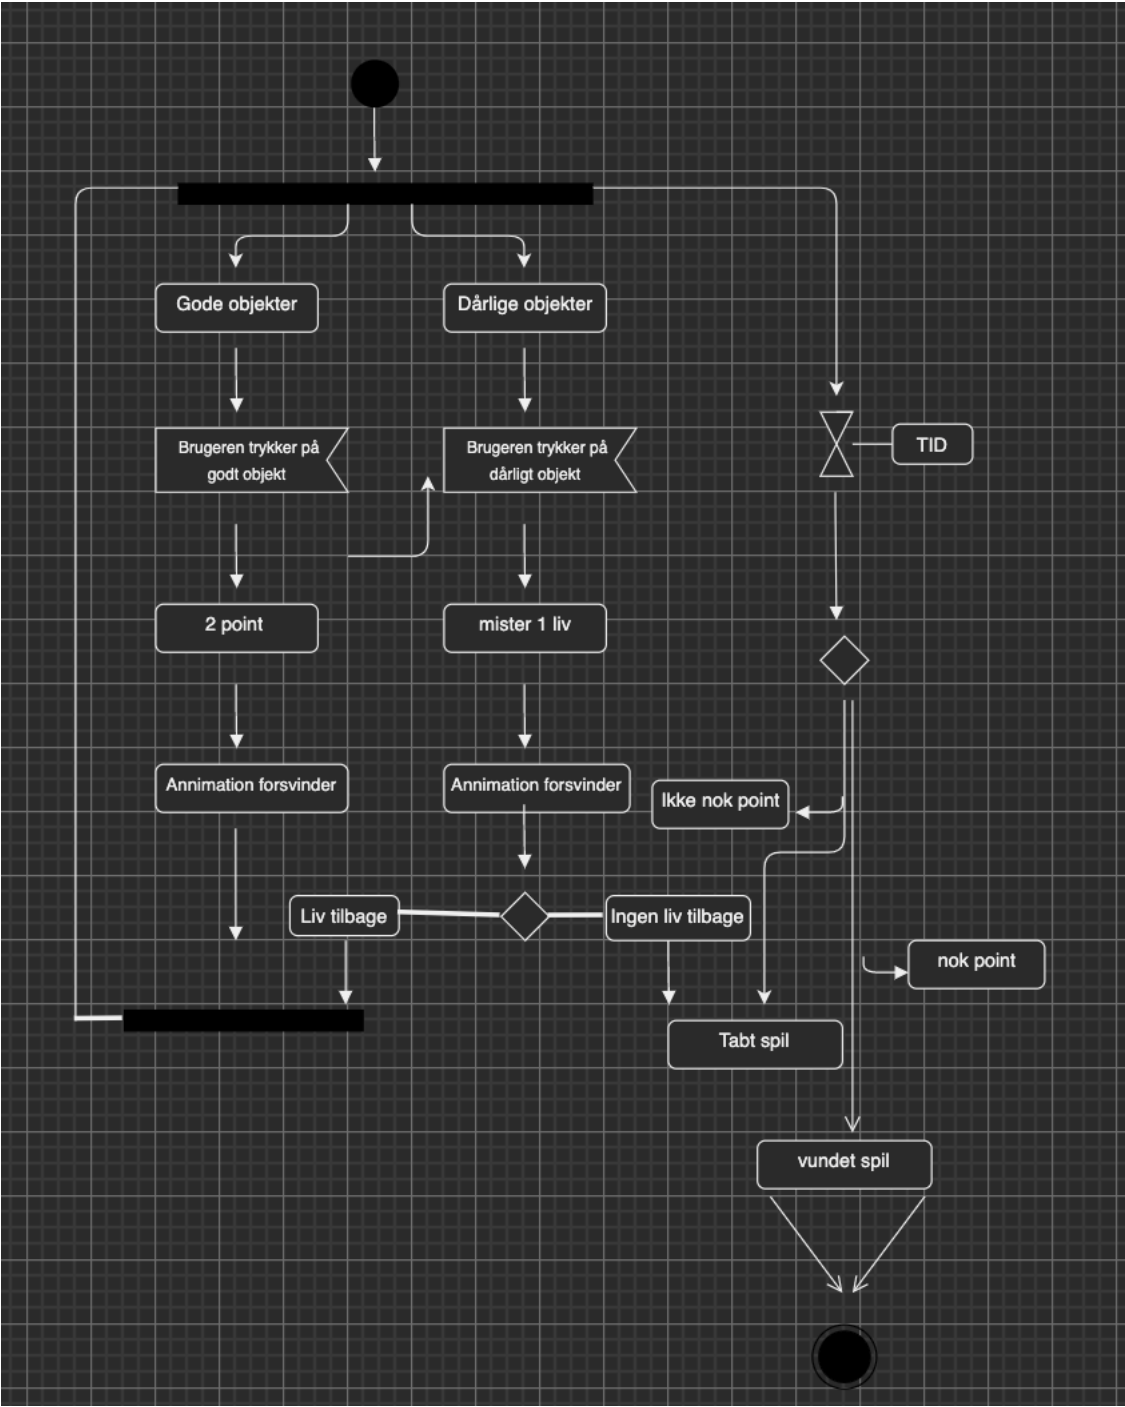 Gode objekter
Dårlige objekter
Brugeren trykker på
godt objekt
Brugeren trykker på
dårligt objekt
TID
2 point
mister 1 liv
Annimation forsvinder
Annimation forsvinder
Ikke nok point
Liv tilbage
Ingen liv tilbage
nok point
Tabt spil
vundet spil